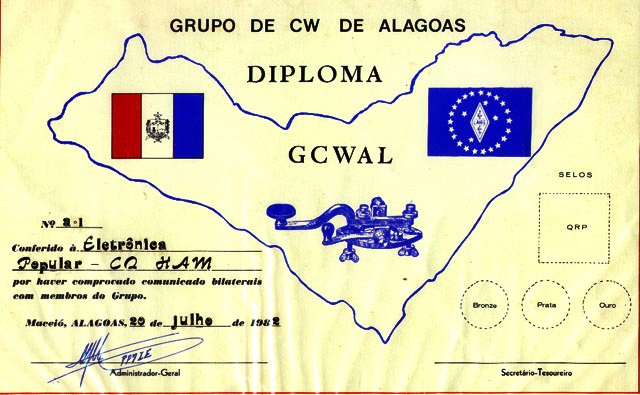 GRUPO DE CW DE ALAGOAS
DIPLOMA
GCWAL
SELOS
QRP
Nº 2-1
Conferido à Eletrônica
Popular - CQ HAM
por haver comprovado comunicado bilaterais
com membros do Grupo.
Bronze Prata Ouro
Maceió, ALAGOAS, 20 de julho de 1982
Administrador-Geral
Secretário-Tesoureiro